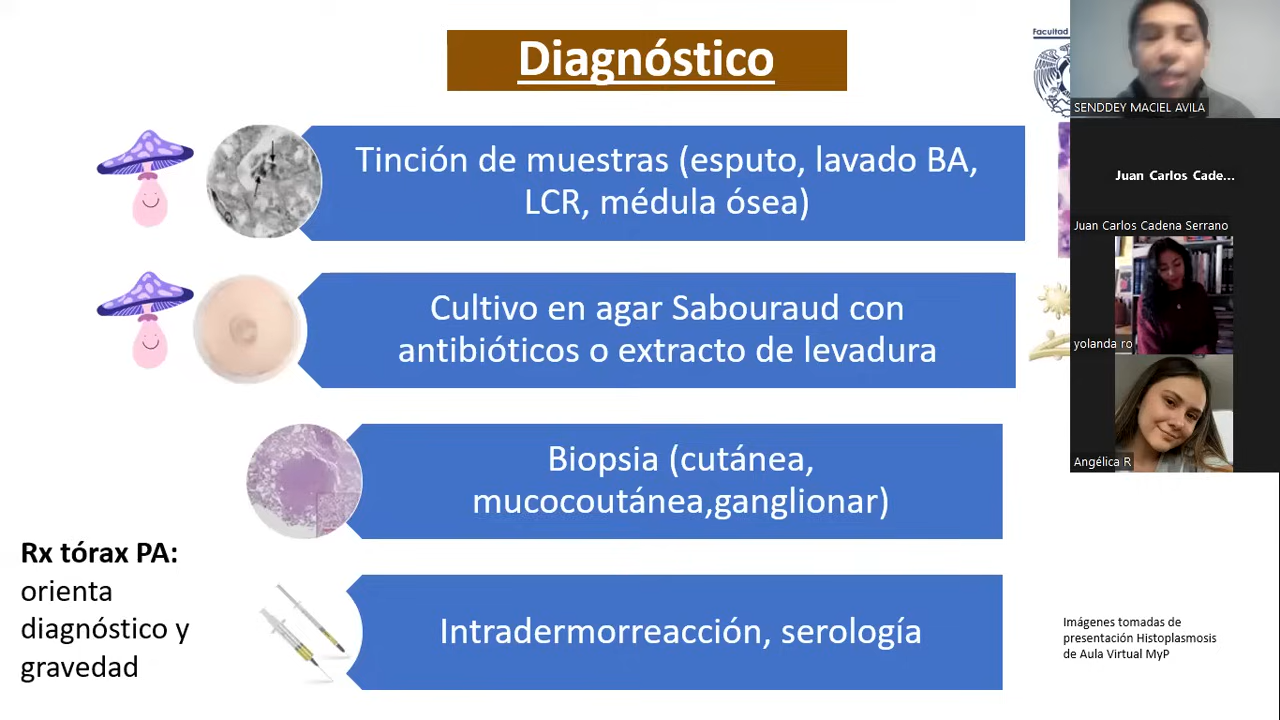 Diagnóstico
Facultad
SENDDEY MACIEL AVILA
Tinción de muestras (esputo, lavado BA,
LCR, médula ósea)
Juan Carlos Cade...
Juan Carlos Cadena Serrano
Cultivo en agar Sabouraud con
antibióticos o extracto de levadura
yolanda ro
Angélica R
Biopsia (cutánea,
mucocoutánea,ganglionar)
Rx tórax PA:
orienta
diagnóstico y
gravedad
Intradermorreacción, serología
Imágenes tomadas de
presentación Histoplasmosis
de Aula Virtual MyP